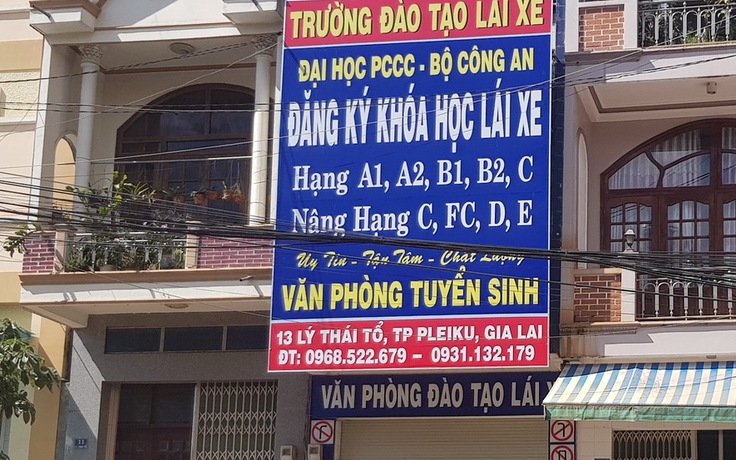 TRƯỜNG ĐÀO TẠO LÁI XE
ĐẠI HỌC PCCC - BỘ CÔNG AN
ĐĂNG KÝ KHÓA HỌC LÁI XE
Hạng A1, A2, B1, B2, C
Nâng Hạng C, FC, D, E
Uy Tín - Tận Tâm - Chất Lượng
VĂN PHÒNG TUYỂN SINH
13 LÝ THÁI TỔ, TP PLEIKU, GIA LAI
ĐT: 0968.522.679 - 0931.132.179
VĂN PHÒNG ĐÀO TẠO LÁI XE